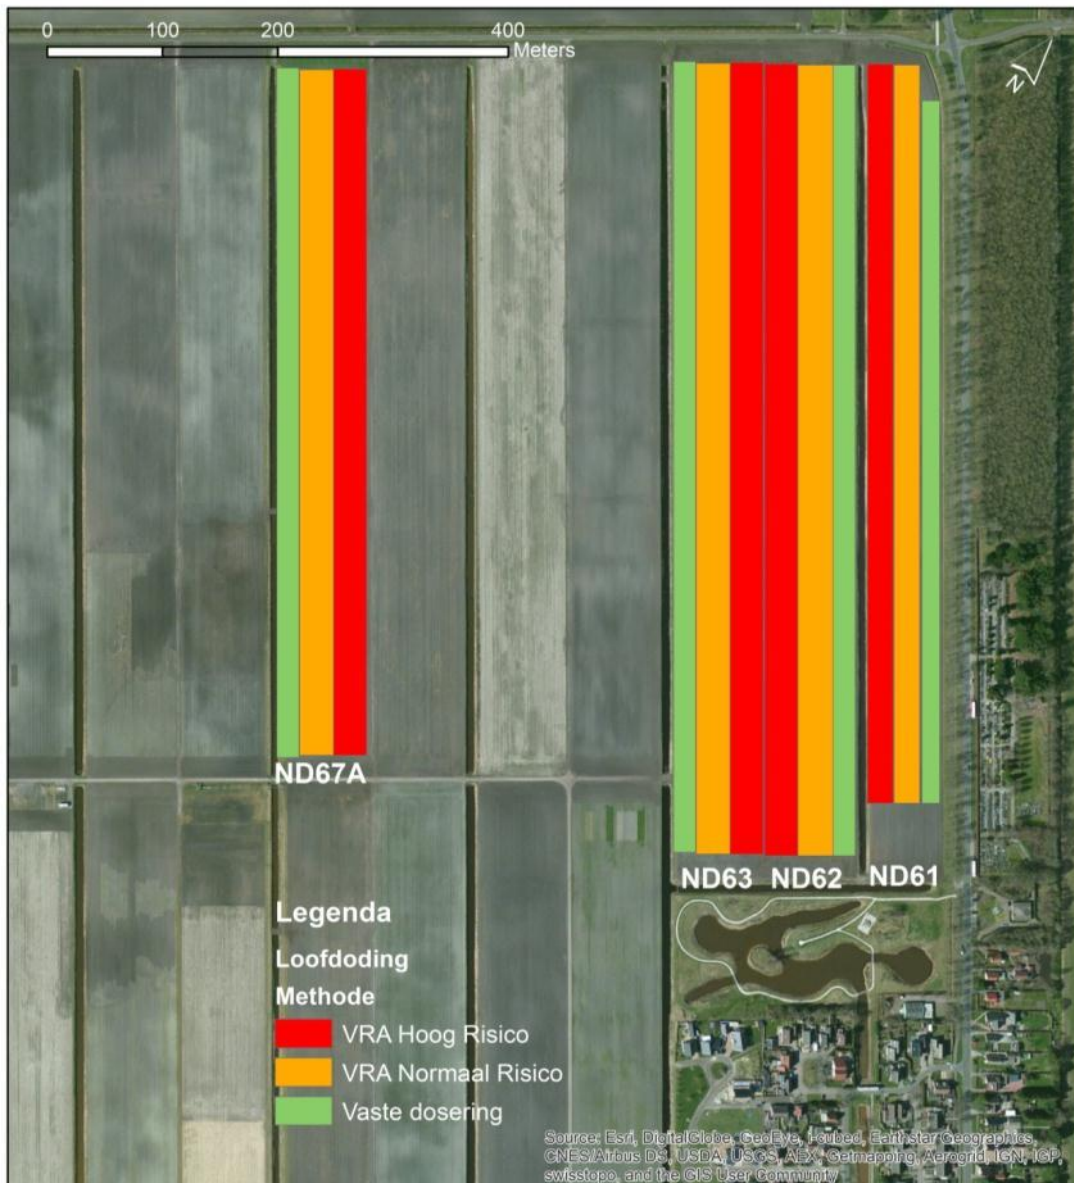 0 100 200 400
Meters
N
ND67A
ND63 ND62 ND61
Legenda
Loofdoding
Methode
VRA Hoog Risico
VRA Normaal Risico
Vaste dosering
Source: Esri, DigitalGlobe, GeoEye, i-cubed, Earthstar Geographics,
CNES/Airbus DS, USDA, USGS, AEX, Getmapping, Aerogrid, IGN, IGP,
swisstopo, and the GIS User Community